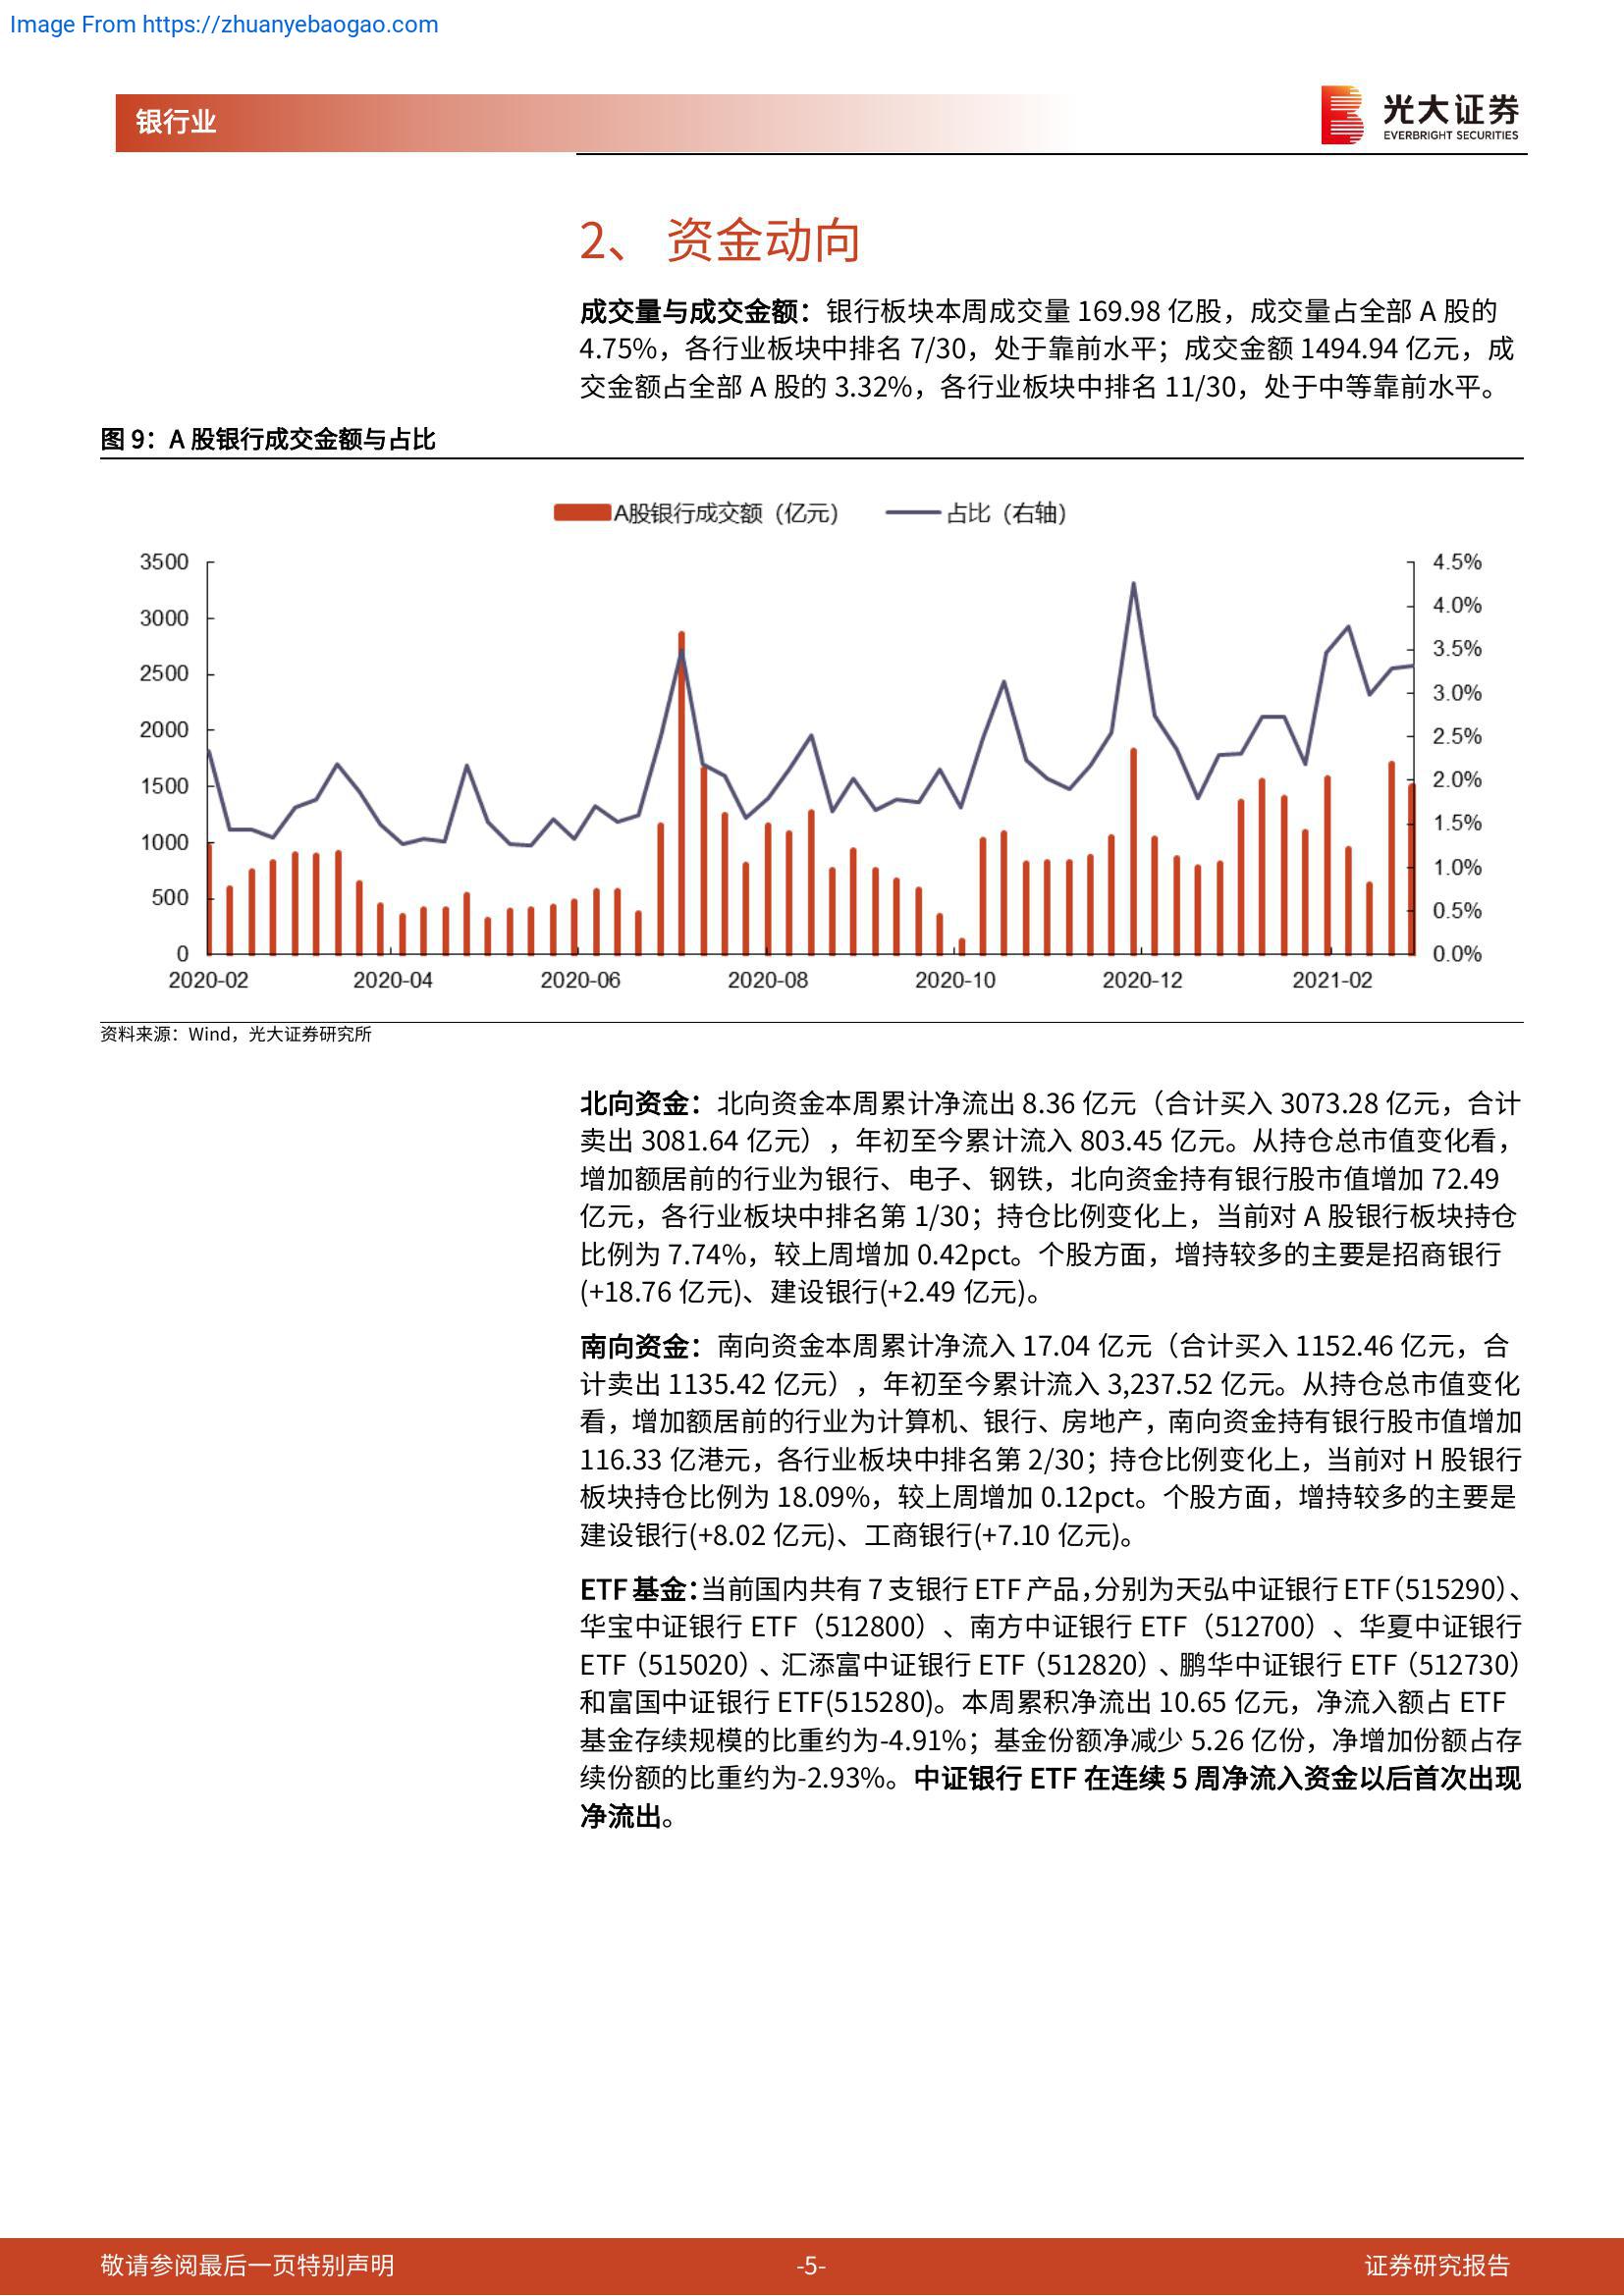 Image From https://zhuanyebaogao.com
银行业
光大证券
EVERBRIGHT SECURITIES
2、 资金动向
成交量与成交金额：银行板块本周成交量 169.98 亿股，成交量占全部 A 股的
4.75%，各行业板块中排名 7/30，处于靠前水平；成交金额 1494.94 亿元，成
交金额占全部 A 股的 3.32%，各行业板块中排名 11/30，处于中等靠前水平。
图 9：A 股银行成交金额与占比
A股银行成交额（亿元） 占比（右轴）
3500 4.5%
3000 4.0%
2500 3.5%
2000 3.0%
1500 2.5%
1000 2.0%
500 1.5%
0 1.0%
0.5%
0.0%
2020-02 2020-04 2020-06 2020-08 2020-10 2020-12 2021-02
资料来源：Wind，光大证券研究所
北向资金：北向资金本周累计净流出 8.36 亿元（合计买入 3073.28 亿元，合计
卖出 3081.64 亿元），年初至今累计流入 803.45 亿元。从持仓总市值变化看，
增加额居前的行业为银行、电子、钢铁，北向资金持有银行股市值增加 72.49
亿元，各行业板块中排名第 1/30；持仓比例变化上，当前对 A 股银行板块持仓
比例为 7.74%，较上周增加 0.42pct。个股方面，增持较多的主要是招商银行
(+18.76 亿元)、建设银行(+2.49 亿元)。
南向资金：南向资金本周累计净流入 17.04 亿元（合计买入 1152.46 亿元，合
计卖出 1135.42 亿元），年初至今累计流入 3,237.52 亿元。从持仓总市值变化
看，增加额居前的行业为计算机、银行、房地产，南向资金持有银行股市值增加
116.33 亿港元，各行业板块中排名第 2/30；持仓比例变化上，当前对 H 股银行
板块持仓比例为 18.09%，较上周增加 0.12pct。个股方面，增持较多的主要是
建设银行(+8.02 亿元)、工商银行(+7.10 亿元)。
ETF 基金：当前国内共有 7 支银行 ETF 产品，分别为天弘中证银行 ETF（515290）、
华宝中证银行 ETF（512800）、南方中证银行 ETF（512700）、华夏中证银行
ETF（515020）、汇添富中证银行 ETF（512820）、鹏华中证银行 ETF（512730）
和富国中证银行 ETF(515280)。本周累积净流出 10.65 亿元，净流入额占 ETF
基金存续规模的比重约为-4.91%；基金份额净减少 5.26 亿份，净增加份额占存
续份额的比重约为-2.93%。中证银行 ETF 在连续 5 周净流入资金以后首次出现
净流出。
敬请参阅最后一页特别声明 -5- 证券研究报告